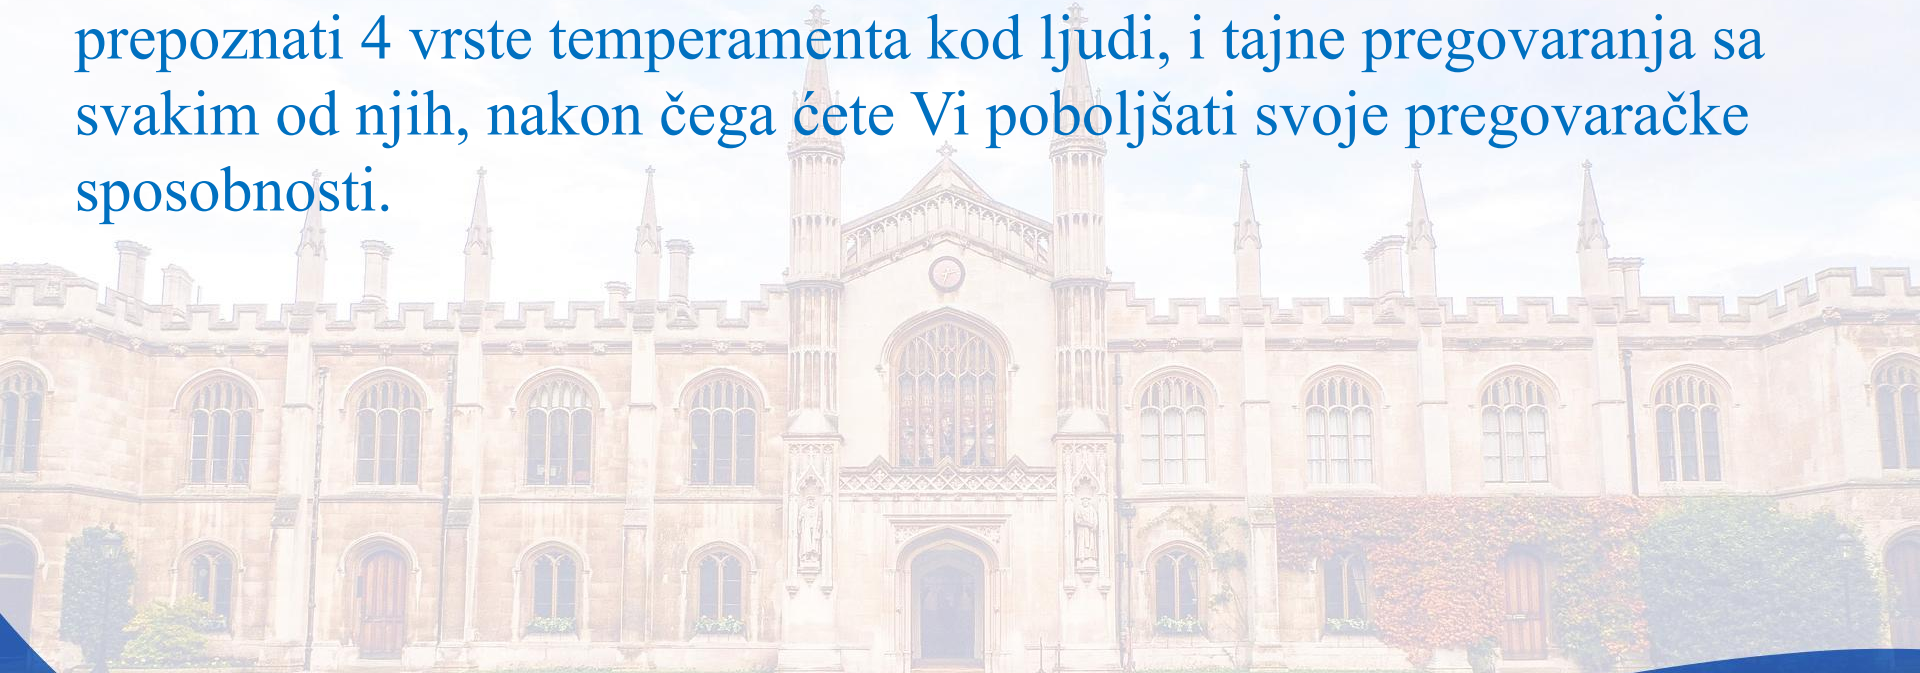 prepoznati 4 vrste temperamenta kod ljudi, i tajne pregovaranja sa
svakim od njih, nakon čega ćete Vi poboljšati svoje pregovaračke
sposobnosti.